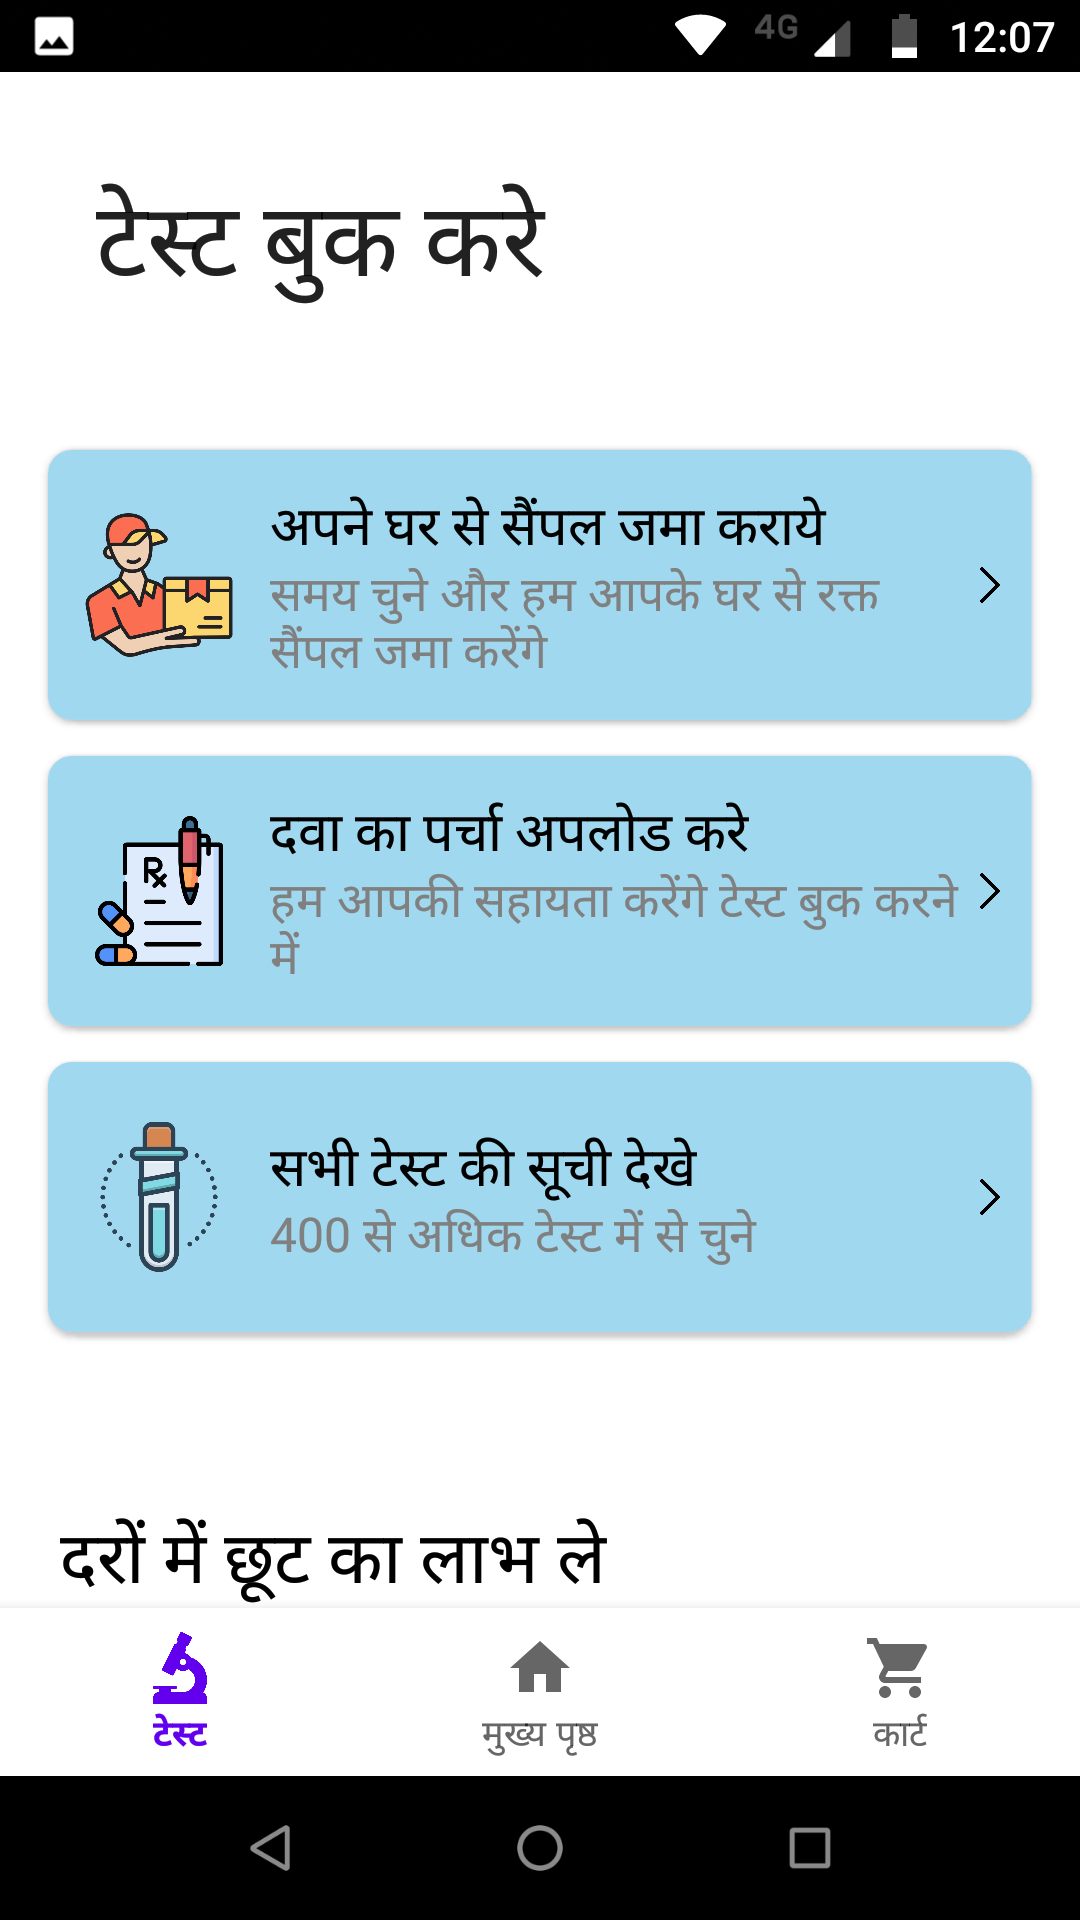 4G 12:07
टेस्ट बुक करे
अपने घर से सैंपल जमा कराये
समय चुने और हम आपके घर से रक्त
सैंपल जमा करेंगे
दवा का पर्चा अपलोड करे
हम आपकी सहायता करेंगे टेस्ट बुक करने
में
सभी टेस्ट की सूची देखे
400 से अधिक टेस्ट में से चुने
दरों में छूट का लाभ ले
टेस्ट मुख्य पृष्ठ कार्ट